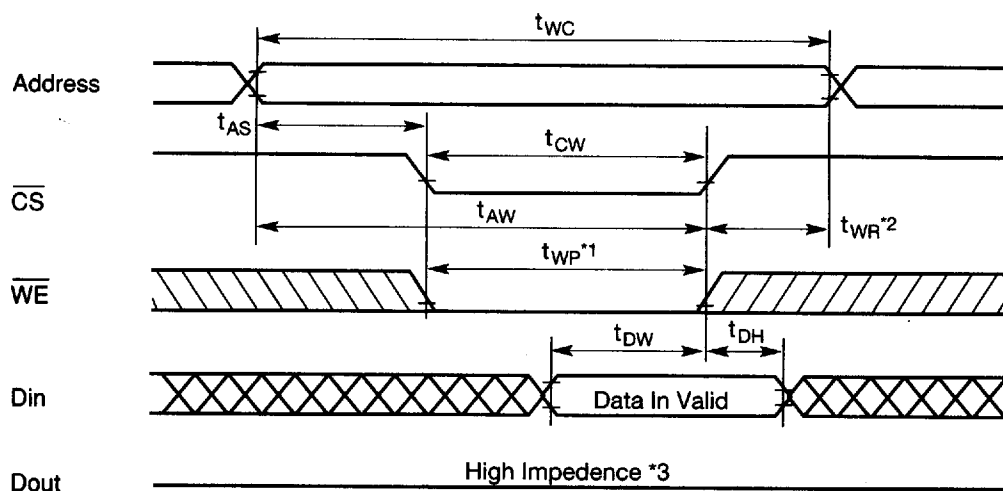 tWC
Address
tAS
tCW
CS
tAW
tWR*2
tWP*1
WE
tDW
tDH
Din
Data In Valid
High Impedence *3
Dout